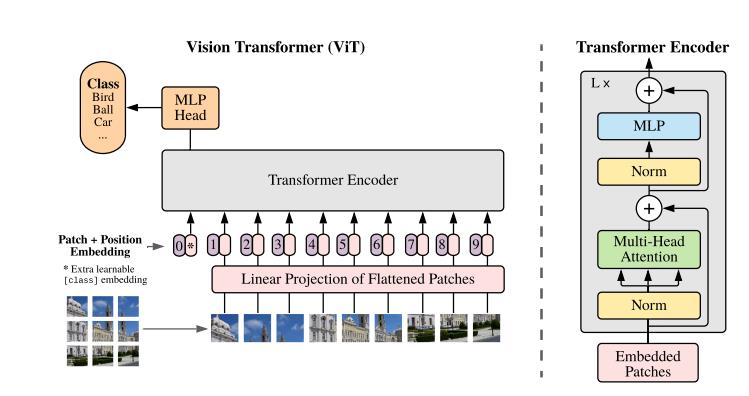 Vision Transformer (ViT)
Class
Bird
Ball
Car
...
MLP
Head
Transformer Encoder
0 * 1 2 3 4 5 6 7 8 9
Patch + Position
Embedding
* Extra learnable
[class] embedding
Linear Projection of Flattened Patches
Transformer Encoder
L x
+
MLP
Norm
+
Multi-Head
Attention
Norm
Embedded
Patches